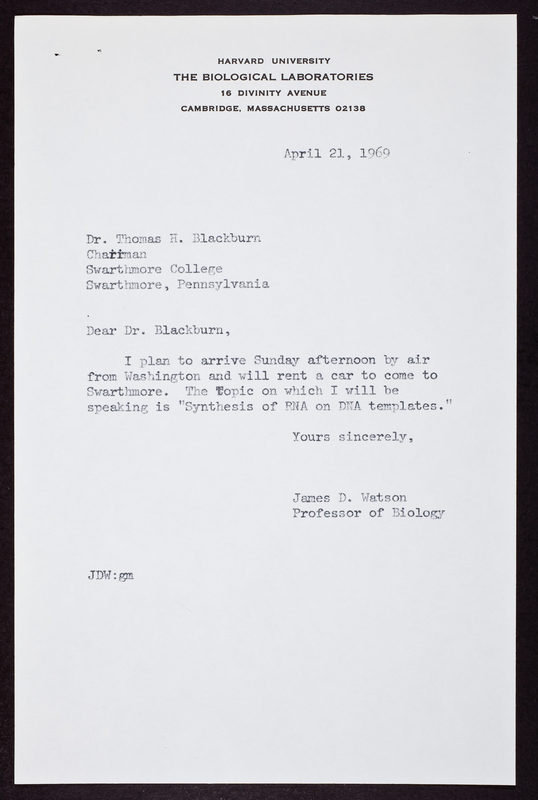 HARVARD UNIVERSITY
THE BIOLOGICAL LABORATORIES
16 DIVINITY AVENUE
CAMBRIDGE, MASSACHUSETTS 02138
April 21, 1969
Dr. Thomas H. Blackburn
Chairman
Swarthmore College
Swarthmore, Pennsylvania
Dear Dr. Blackburn,
I plan to arrive Sunday afternoon by air
from Washington and will rent a car to come to
Swarthmore. The Topic on which I will be
speaking is "Synthesis of RNA on DNA templates."
Yours sincerely,
James D. Watson
Professor of Biology
JDW:gm